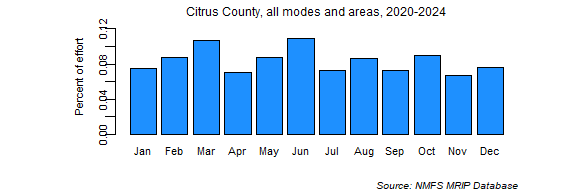 Citrus County, all modes and areas, 2020-2024
Percent of effort
0.12
0.08
0.04
0.00
Jan Feb Mar Apr May Jun Jul Aug Sep Oct Nov Dec
Source: NMFS MRIP Database